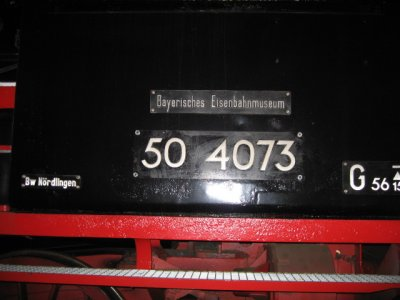 Bayerisches Eisenbahnmuseum
50 4073
Bw Nördlingen
G 56